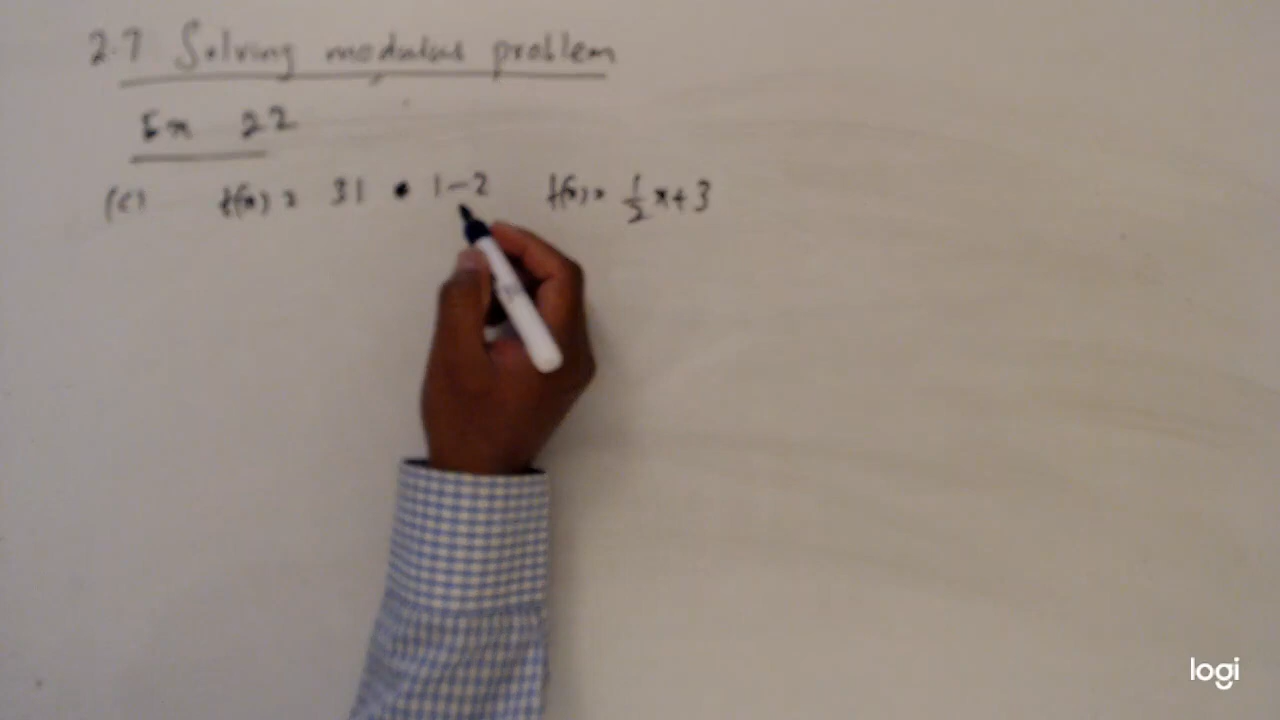 2.7 Solving modulus problem
Ex 22
(c) f(x) = 3| • |-2 f(x) = 1/2 x+3
logi